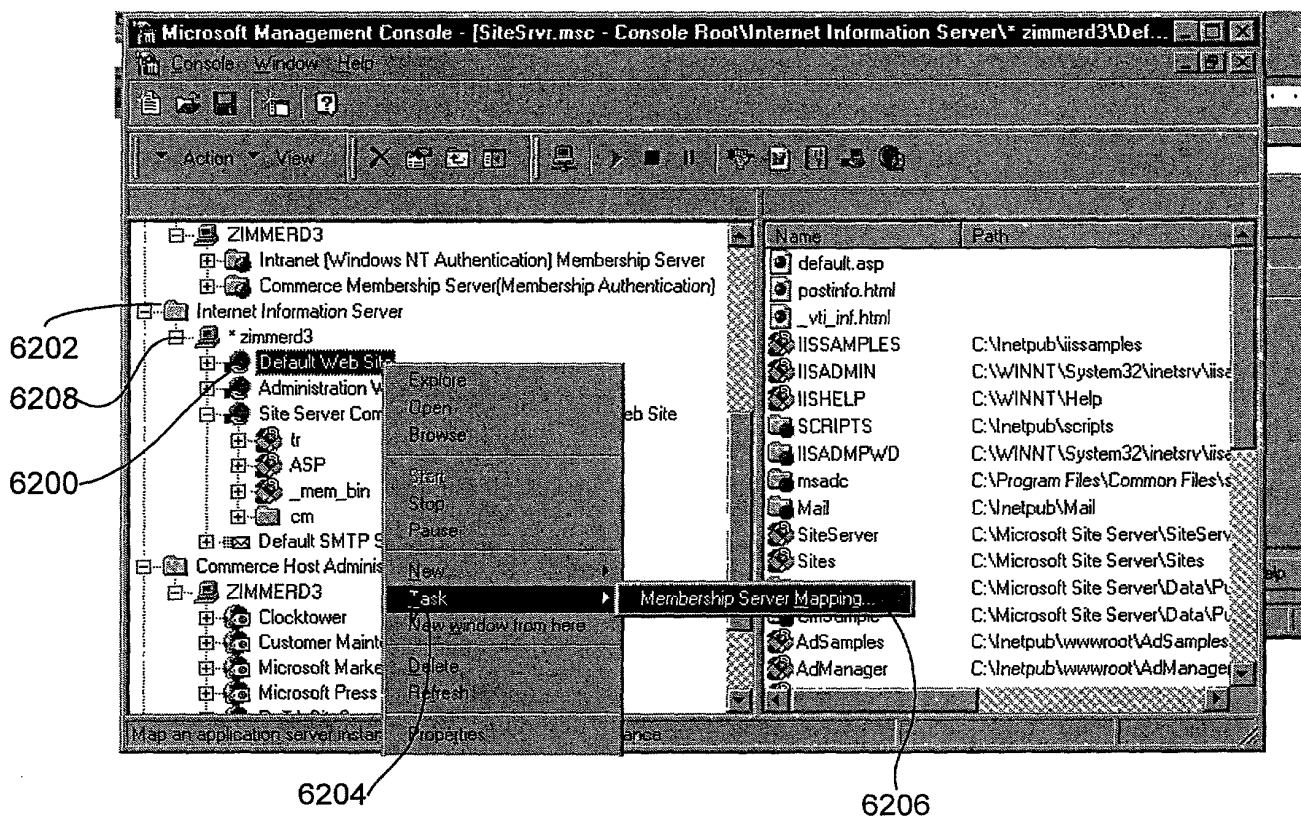 Microsoft Management Console - [SiteSrvr.msc - Console Root\Internet Information Server\* zimmerd3\Def...
Console Window Help
Action View
ZIMMERD3
Intranet (Windows NT Authentication) Membership Server
Commerce Membership Server(Membership Authentication)
Internet Information Server
* zimmerd3
Default Web Site
Administration W
Site Server Com
eb Site
tr
ASP
_mem_bin
cm
Default SMTP S
Commerce Host Adminis
ZIMMERD3
Clocktower
Customer Mainte
Microsoft Marke
Microsoft Press
Explore
Open
Browse
Start
Stop
Pause
New
Task
New window from here
Delete
Refresh
Properties
Membership Server Mapping...
Name Path
default.asp
postinfo.html
_vti_inf.html
IISSAMPLES C:\Inetpub\iissamples
IISADMIN C:\WINNT\System32\inetsrv\iisa
IISHELP C:\WINNT\Help
SCRIPTS C:\Inetpub\scripts
IISADMPWD C:\WINNT\System32\inetsrv\iisa
msadc C:\Program Files\Common Files\s
Mail C:\Inetpub\Mail
SiteServer C:\Microsoft Site Server\SiteServ
Sites C:\Microsoft Site Server\Sites
C:\Microsoft Site Server\Data\Pu
CmSample C:\Microsoft Site Server\Data\Pu
AdSamples C:\Inetpub\wwwroot\AdSamples
AdManager C:\Inetpub\wwwroot\AdManager
Map an application server instan
ance
elp
6202
6208
6200
6204
6206